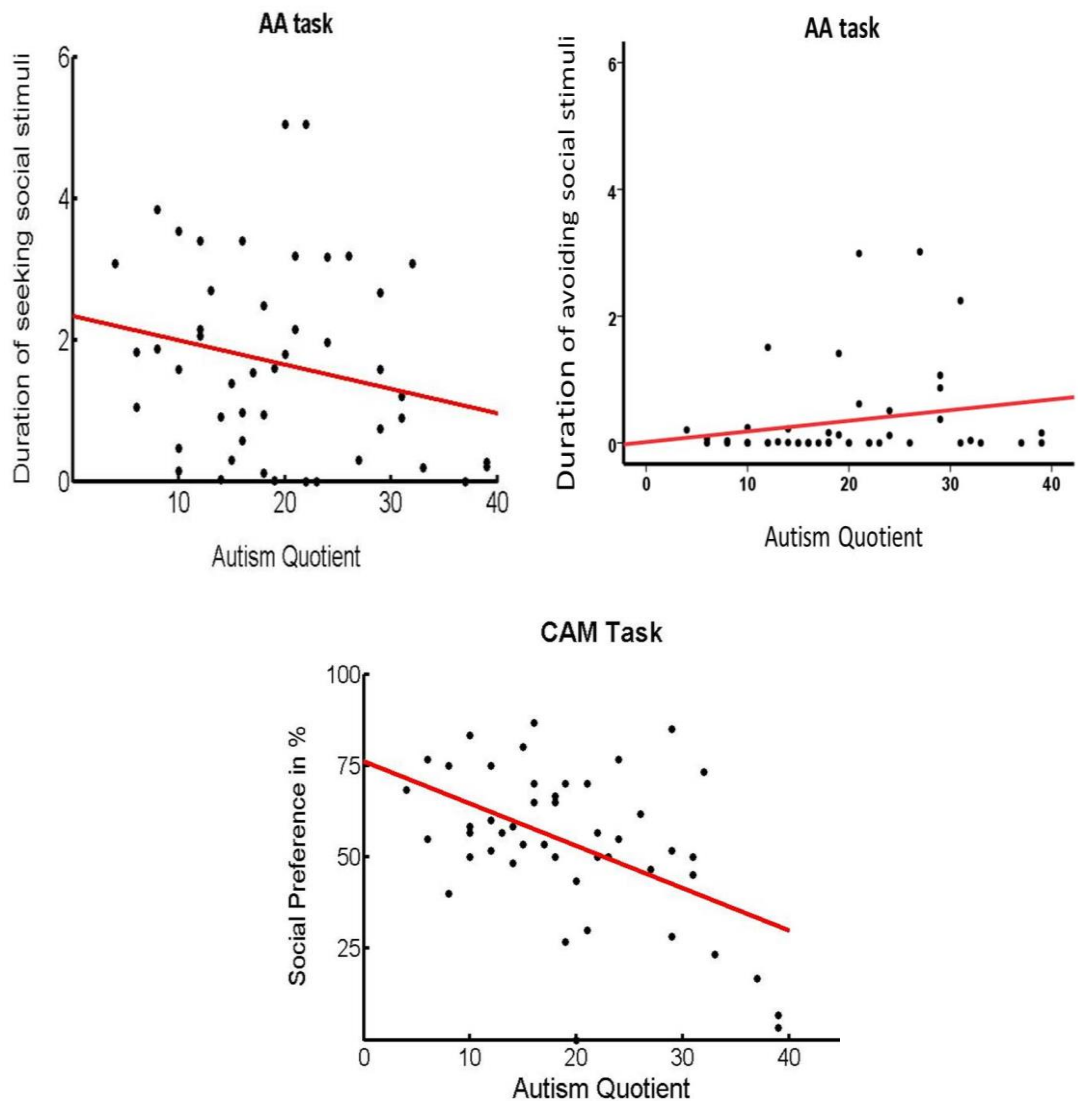 AA task
Duration of seeking social stimuli
6
4
2
0
10
20
30
40
Autism Quotient
AA task
Duration of avoiding social stimuli
6
4
2
0
0
10
20
30
40
Autism Quotient
CAM Task
Social Preference in %
100
75
50
25
0
10
20
30
40
Autism Quotient